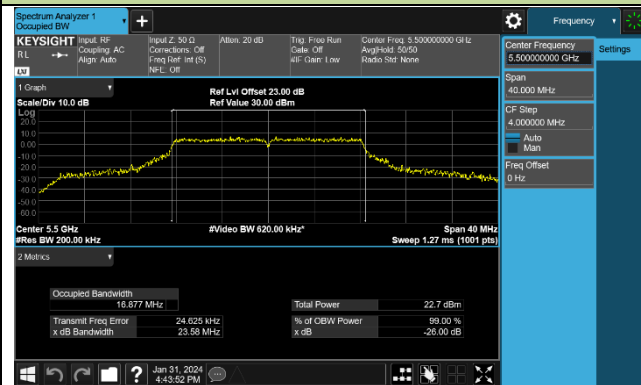 Spectrum Analyzer 1
Occupied BW
Frequency
KEYSIGHT
RL
LXI
Input: RF
Coupling: AC
Align: Auto
Input Z: 50 Ω
Corrections: Off
Freq Ref: Int (S)
NFE: Off
Atten: 20 dB
Trig: Free Run
Gate: Off
#IF Gain: Low
Center Freq: 5.500000000 GHz
Avg|Hold: 50/50
Radio Std: None
Center Frequency
5.500000000 GHz
Settings
Span
40.000 MHz
CF Step
4.000000 MHz
Auto
Man
Freq Offset
0 Hz
1 Graph
Scale/Div 10.0 dB
Ref Lvl Offset 23.00 dB
Ref Value 30.00 dBm
Log
20.0
10.0
0.00
-10.0
-20.0
-30.0
-40.0
-50.0
-60.0
Center 5.5 GHz
#Res BW 200.00 kHz
#Video BW 620.00 kHz*
Span 40 MHz
Sweep 1.27 ms (1001 pts)
2 Metrics
Occupied Bandwidth
16.877 MHz
Total Power 22.7 dBm
Transmit Freq Error 24.625 kHz
% of OBW Power 99.00 %
x dB Bandwidth 23.58 MHz
x dB -26.00 dB
?
Jan 31, 2024
4:43:52 PM